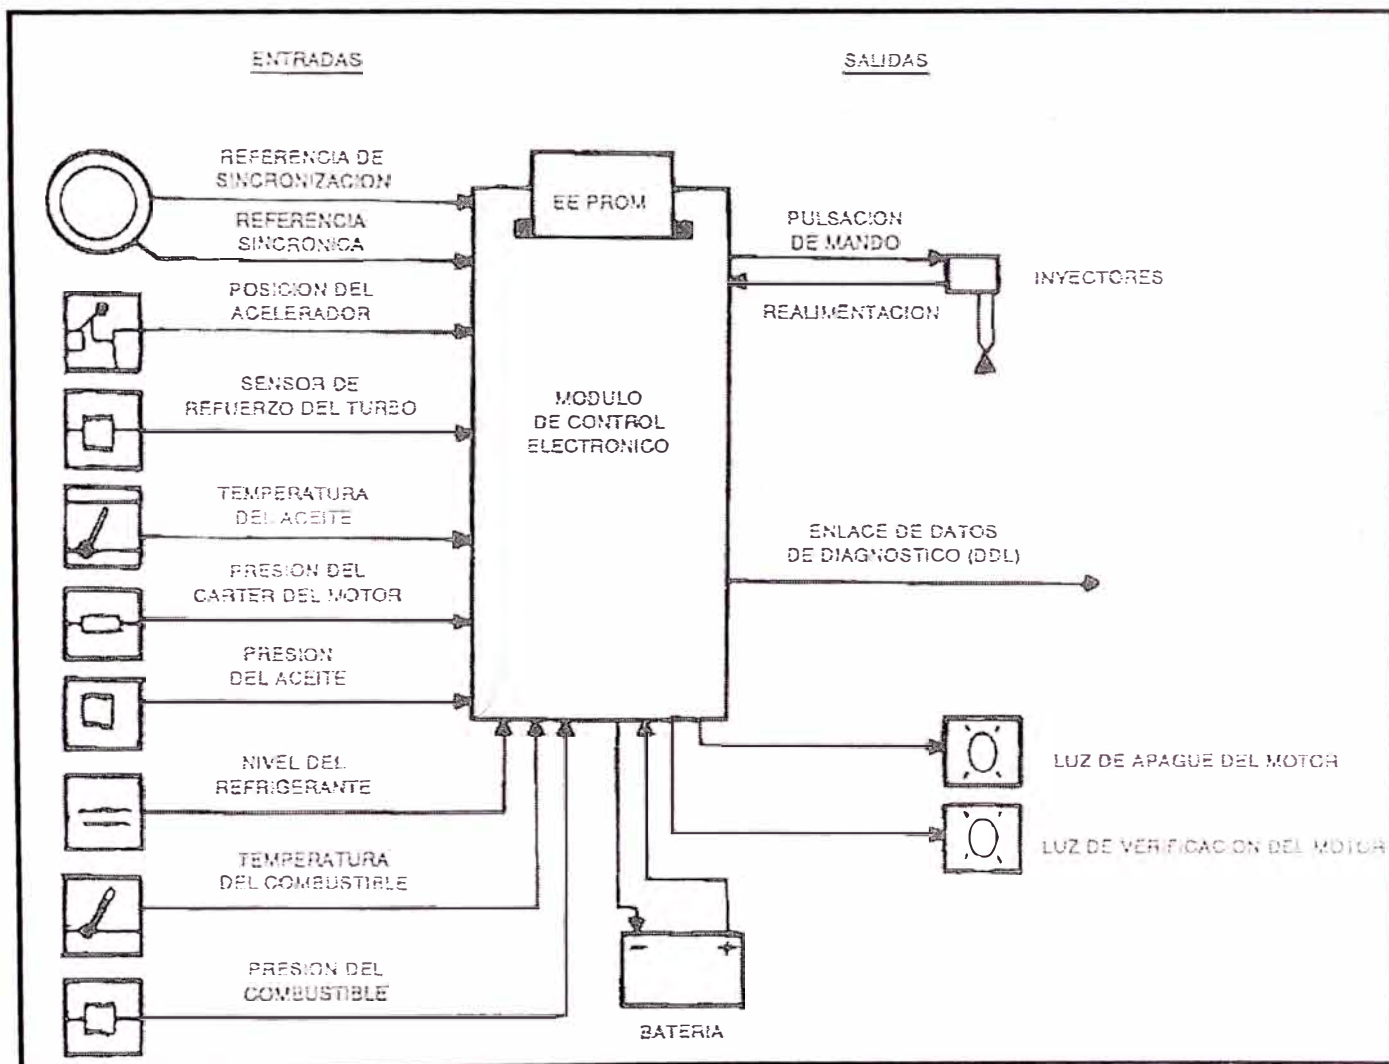 ENTRADAS
SALIDAS
REFERENCIA DE
SINCRONIZACION
REFERENCIA
SINCRONICA
POSICION DEL
ACELERADOR
SENSOR DE
REFUERZO DEL TURBO
TEMPERATURA
DEL ACEITE
PRESION DEL
CARTER DEL MOTOR
PRESION
DEL ACEITE
NIVEL DEL
REFRIGERANTE
TEMPERATURA
DEL COMBUSTIBLE
PRESION DEL
COMBUSTIBLE
EE PROM
MODULO
DE CONTROL
ELECTRONICO
- +
BATERIA
PULSACION
DE MANDO
REALIMENTACION
INYECTORES
ENLACE DE DATOS
DE DIAGNOSTICO (DDL)
LUZ DE APAGUE DEL MOTOR
LUZ DE VERIFICACION DEL MOTOR